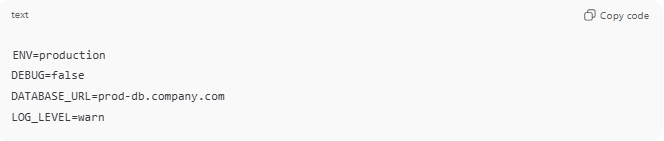 text
Copy code
ENV=production
DEBUG=false
DATABASE_URL=prod-db.company.com
LOG_LEVEL=warn